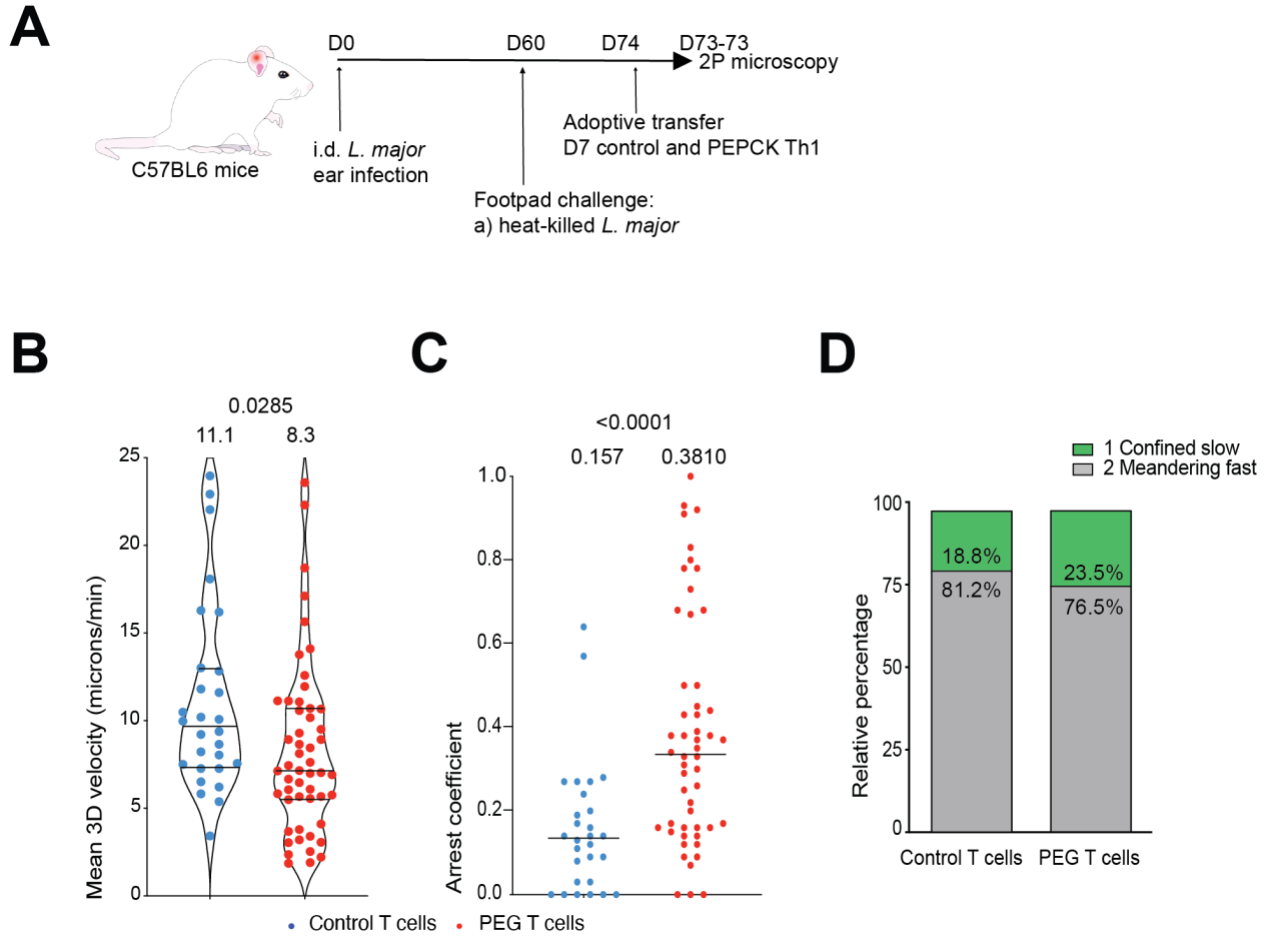 A
D0 D60 D74 D73-73
2P microscopy
C57BL6 mice
i.d. L. major
ear infection
Adoptive transfer
D7 control and PEPCK Th1
Footpad challenge:
a) heat-killed L. major
B
0.0285
11.1 8.3
Mean 3D velocity (microns/min)
25
20
15
10
5
0
C
<0.0001
0.157 0.3810
Arrest coefficient
1.0
0.8
0.6
0.4
0.2
0.0
Control T cells PEG T cells
D
1 Confined slow
2 Meandering fast
Relative percentage
100
75
50
25
0
18.8%
81.2%
23.5%
76.5%
Control T cells PEG T cells